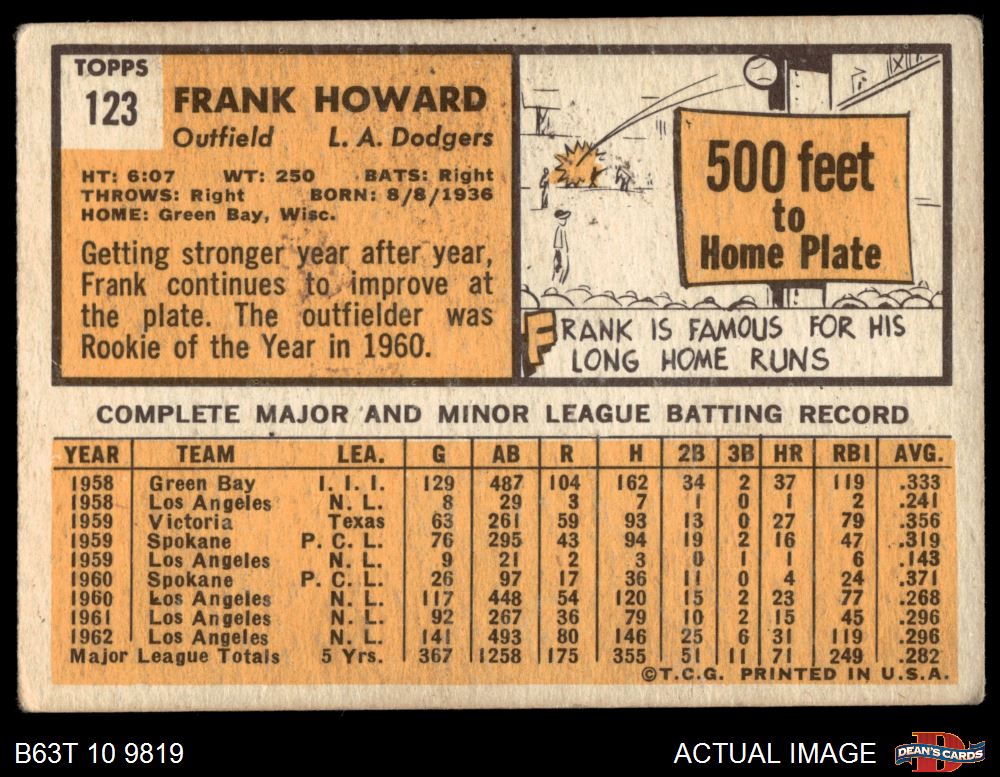 TOPPS
123
FRANK HOWARD
Outfield L. A. Dodgers
HT: 6:07 WT: 250 BATS: Right
THROWS: Right BORN: 8/8/1936
HOME: Green Bay, Wisc.
Getting stronger year after year,
Frank continues to improve at
the plate. The outfielder was
Rookie of the Year in 1960.
500 feet
to
Home Plate
FRANK IS FAMOUS FOR HIS
LONG HOME RUNS
COMPLETE MAJOR AND MINOR LEAGUE BATTING RECORD
YEAR TEAM LEA. G AB R H 2B 3B HR RBI AVG.
1958 Green Bay I. I. I. 129 487 104 162 34 2 37 119 .333
1958 Los Angeles N. L. 8 29 3 7 1 0 1 2 .241
1959 Victoria Texas 63 261 59 93 13 0 27 79 .356
1959 Spokane P. C. L. 76 295 43 94 19 2 16 47 .319
1959 Los Angeles N. L. 9 21 2 3 0 1 1 6 .143
1960 Spokane P. C. L. 26 97 17 36 11 0 4 24 .371
1960 Los Angeles N. L. 117 448 54 120 15 2 23 77 .268
1961 Los Angeles N. L. 92 267 36 79 10 2 15 45 .296
1962 Los Angeles N. L. 141 493 80 146 25 6 31 119 .296
Major League Totals 5 Yrs. 367 1258 175 355 51 11 71 249 .282
©T.C.G. PRINTED IN U.S.A.
B63T 10 9819
ACTUAL IMAGE
D
DEAN'S CARDS